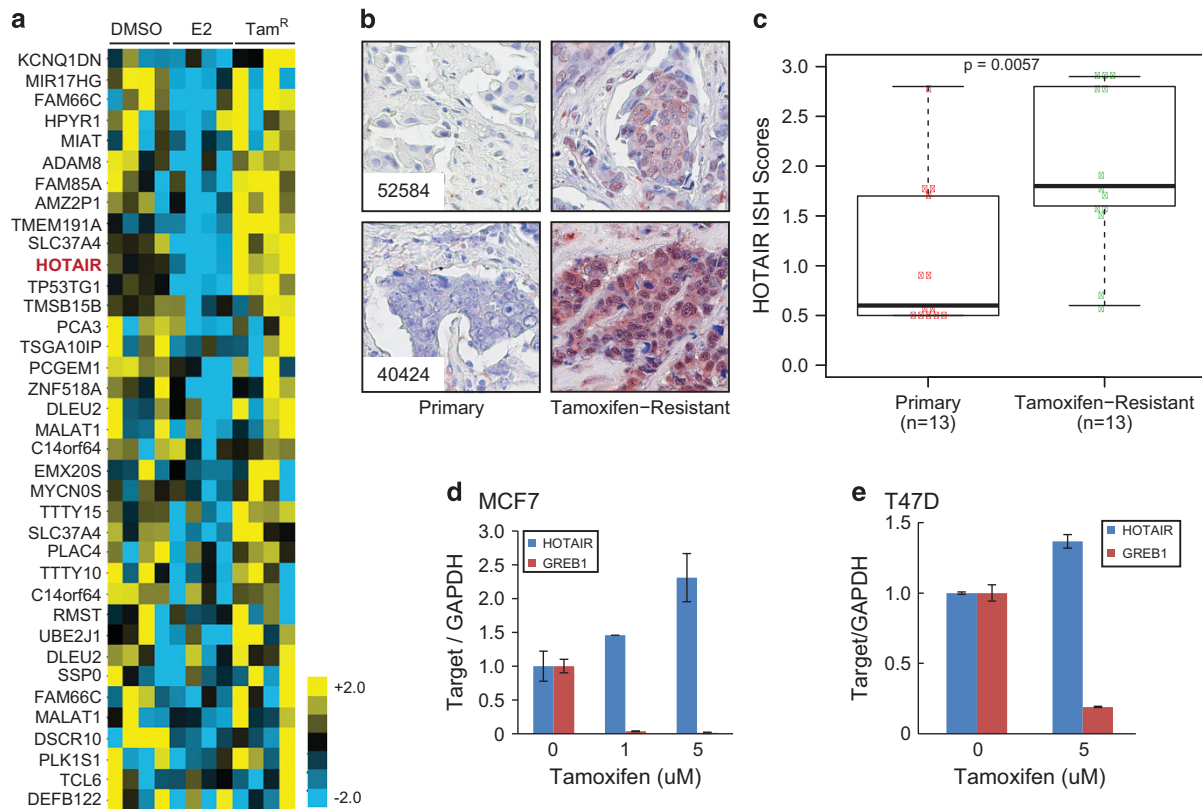 a
DMSO E2 Tam^R
KCNQ1DN
MIR17HG
FAM66C
HPYR1
MIAT
ADAM8
FAM85A
AMZ2P1
TMEM191A
SLC37A4
HOTAIR
TP53TG1
TMSB15B
PCA3
TSGA10IP
PCGEM1
ZNF518A
DLEU2
MALAT1
C14orf64
EMX20S
MYCN0S
TTTY15
SLC37A4
PLAC4
TTTY10
C14orf64
RMST
UBE2J1
DLEU2
SSP0
FAM66C
MALAT1
DSCR10
PLK1S1
TCL6
DEFB122
+2.0
-2.0
b
52584
40424
Primary Tamoxifen-Resistant
c
HOTAIR ISH Scores
p = 0.0057
3.0
2.5
2.0
1.5
1.0
0.5
0.0
Primary Tamoxifen-Resistant
(n=13) (n=13)
d MCF7
HOTAIR
GREB1
Target / GAPDH
3.0
2.5
2.0
1.5
1.0
0.5
0
0 1 5
Tamoxifen (uM)
e T47D
HOTAIR
GREB1
Target/GAPDH
1.5
1.0
0.5
0
0 5
Tamoxifen (uM)